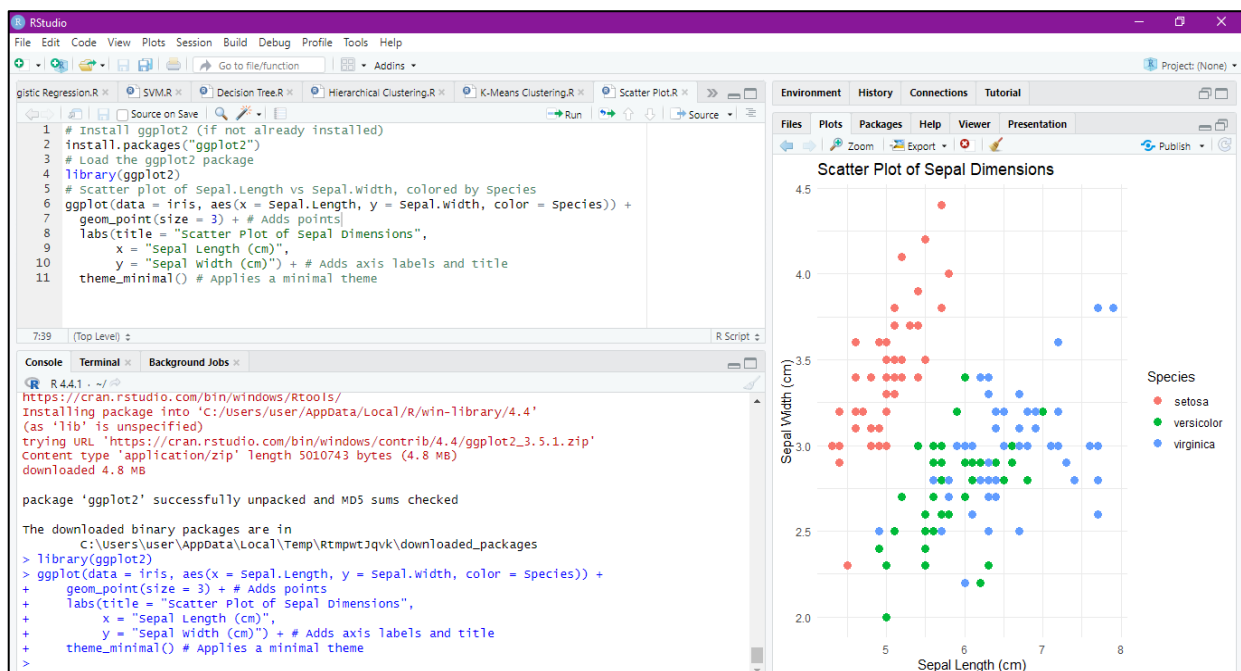 RStudio
File Edit Code View Plots Session Build Debug Profile Tools Help
Go to file/function Addins Project: (None)
gistic Regression.R SVM.R Decision Tree.R Hierarchical Clustering.R K-Means Clustering.R Scatter Plot.R
Source on Save Run Source
1 # Install ggplot2 (if not already installed)
2 install.packages("ggplot2")
3 # Load the ggplot2 package
4 library(ggplot2)
5 # Scatter plot of Sepal.Length vs Sepal.Width, colored by Species
6 ggplot(data = iris, aes(x = Sepal.Length, y = Sepal.Width, color = Species)) +
7 geom_point(size = 3) + # Adds points
8 labs(title = "Scatter Plot of Sepal Dimensions",
9 x = "Sepal Length (cm)",
10 y = "Sepal Width (cm)") + # Adds axis labels and title
11 theme_minimal() # Applies a minimal theme
7:39 (Top Level) R Script
Console Terminal Background Jobs
R R 4.4.1 · ~/
https://cran.rstudio.com/bin/windows/Rtools/
Installing package into ‘C:/Users/user/AppData/Local/R/win-library/4.4’
(as ‘lib’ is unspecified)
trying URL 'https://cran.rstudio.com/bin/windows/contrib/4.4/ggplot2_3.5.1.zip'
Content type 'application/zip' length 5010743 bytes (4.8 MB)
downloaded 4.8 MB
package ‘ggplot2’ successfully unpacked and MD5 sums checked
The downloaded binary packages are in
C:\Users\user\AppData\Local\Temp\RtmpwtJqvk\downloaded_packages
> library(ggplot2)
> ggplot(data = iris, aes(x = Sepal.Length, y = Sepal.Width, color = Species)) +
+ geom_point(size = 3) + # Adds points
+ labs(title = "Scatter Plot of Sepal Dimensions",
+ x = "Sepal Length (cm)",
+ y = "Sepal Width (cm)") + # Adds axis labels and title
+ theme_minimal() # Applies a minimal theme
>
Environment History Connections Tutorial
Files Plots Packages Help Viewer Presentation
Zoom Export Publish
Scatter Plot of Sepal Dimensions
4.5
4.0
3.5
3.0
2.5
2.0
Sepal Width (cm)
5 6 7 8
Sepal Length (cm)
Species
setosa
versicolor
virginica